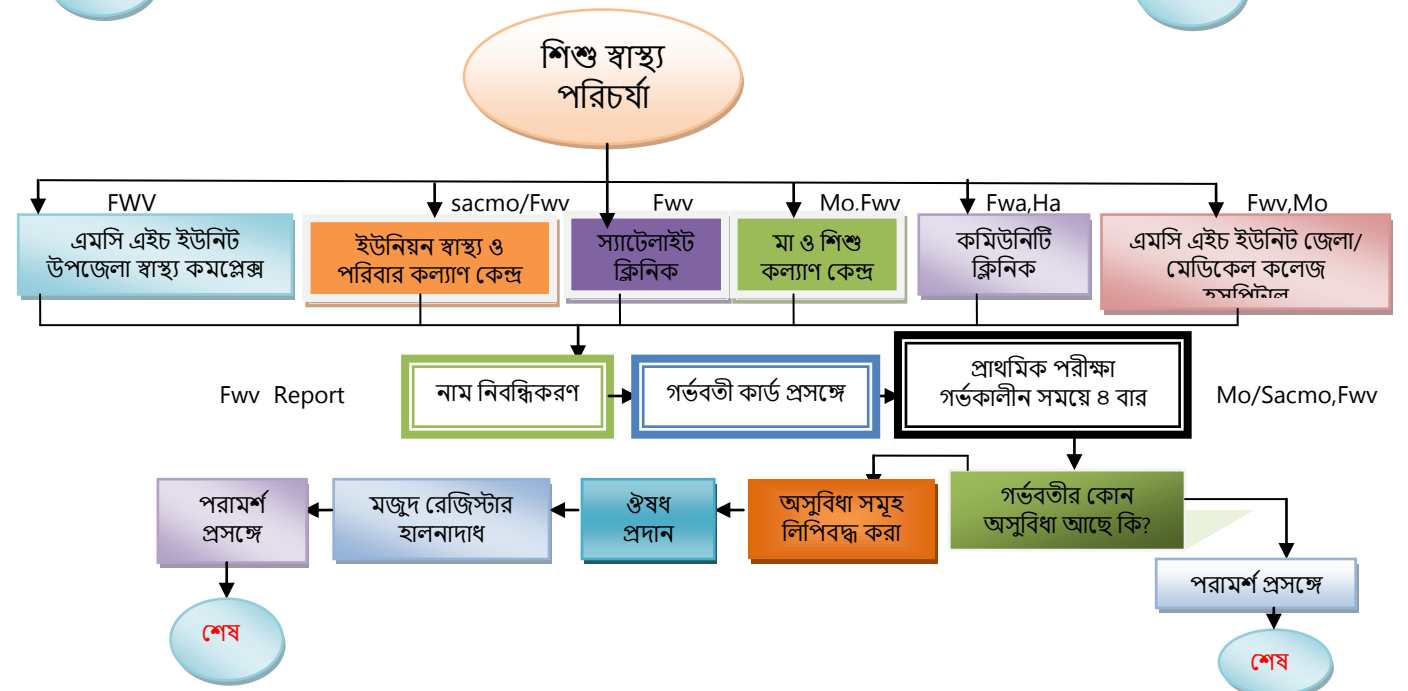 শিশু স্বাস্থ্য
পরিচর্যা
FWV
sacmo/Fwv
Fwv
Mo.Fwv
Fwa,Ha
Fwv,Mo
এমসি এইচ ইউনিট
উপজেলা স্বাস্থ্য কমপ্লেক্স
ইউনিয়ন স্বাস্থ্য ও
পরিবার কল্যাণ কেন্দ্র
স্যাটেলাইট
ক্লিনিক
মা ও শিশু
কল্যাণ কেন্দ্র
কমিউনিটি
ক্লিনিক
এমসি এইচ ইউনিট জেলা/
মেডিকেল কলেজ
হসপিটাল
Fwv Report
নাম নিবন্ধিকরণ
গর্ভবতী কার্ড প্রসঙ্গে
প্রাথমিক পরীক্ষা
গর্ভকালীন সময়ে ৪ বার
Mo/Sacmo,Fwv
পরামর্শ
প্রসঙ্গে
মজুদ রেজিস্টার
হালনাদাধ
ঔষধ
প্রদান
অসুবিধা সমূহ
লিপিবদ্ধ করা
গর্ভবতীর কোন
অসুবিধা আছে কি?
পরামর্শ প্রসঙ্গে
শেষ
শেষ